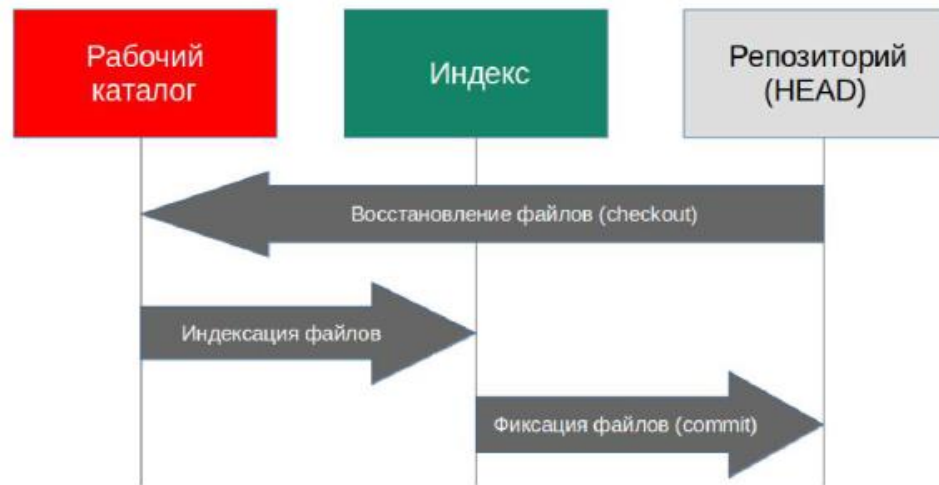 Рабочий
каталог
Индекс
Репозиторий
(HEAD)
Восстановление файлов (checkout)
Индексация файлов
Фиксация файлов (commit)